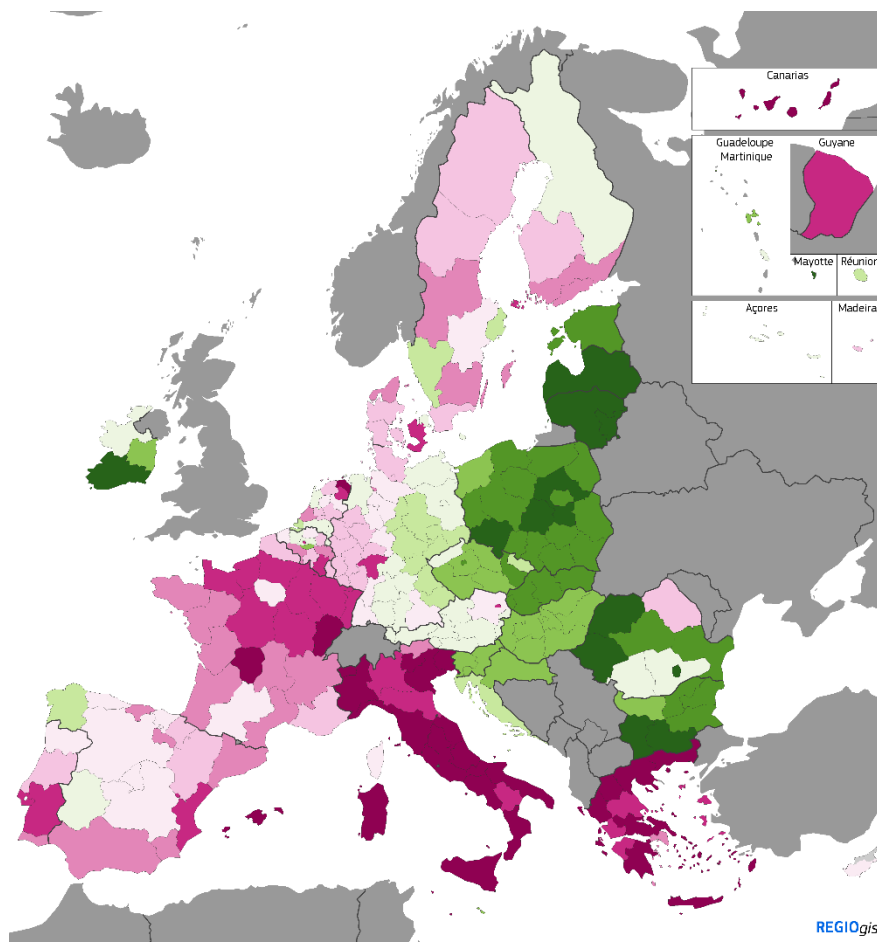 Canarias
Guadeloupe
Martinique
Guyane
Mayotte
Réunion
Açores
Madeira
REGIOgis